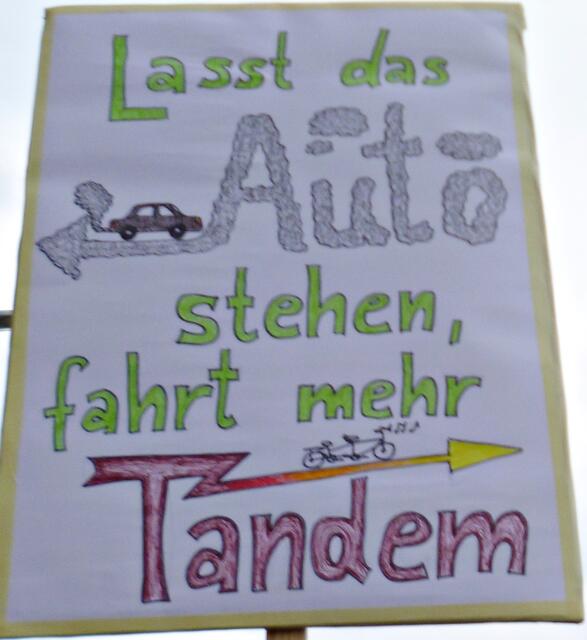 Lasst das
Auto
stehen,
fahrt mehr
Tandem